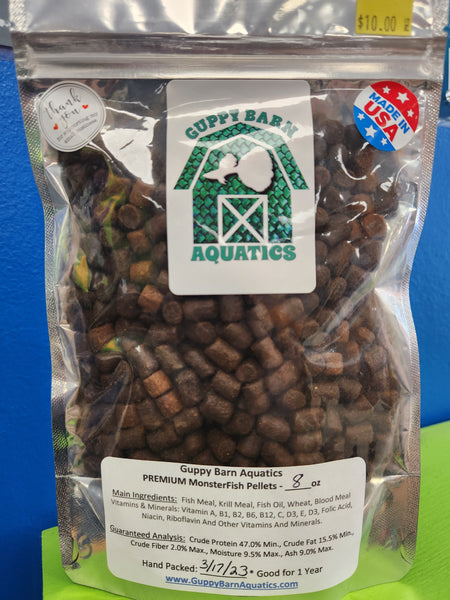 $10.00
Thank
you
GUPPY BARN
AQUATICS
MADE IN
USA
Guppy Barn Aquatics
PREMIUM MonsterFish Pellets - 8 oz
Main Ingredients: Fish Meal, Krill Meal, Fish Oil, Wheat, Blood Meal
Vitamins & Minerals: Vitamin A, B1, B2, B6, B12, C, D3, E, D3, Folic Acid,
Niacin, Riboflavin And Other Vitamins And Minerals.
Guaranteed Analysis: Crude Protein 47.0% Min., Crude Fat 15.5% Min.,
Crude Fiber 2.0% Max., Moisture 9.5% Max., Ash 9.0% Max.
Hand Packed: 3/17/23* Good for 1 Year
www.GuppyBarnAquatics.com